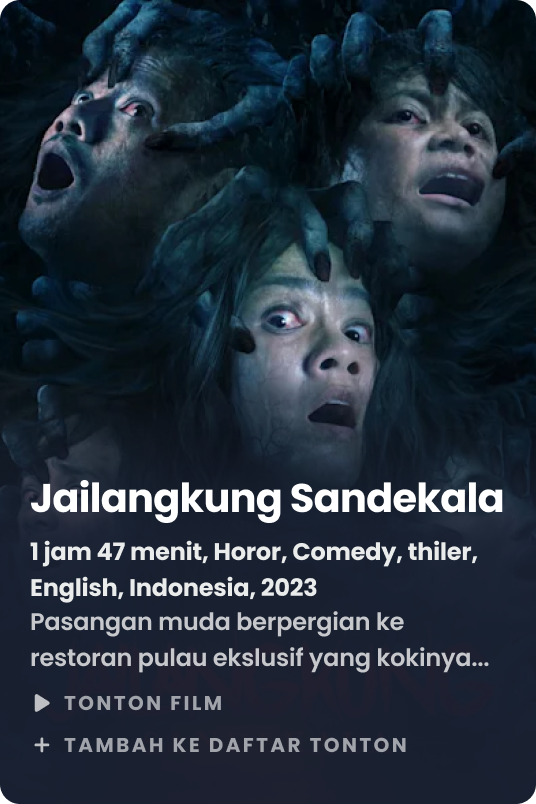 Jailangkung Sandekala
1 jam 47 menit, Horor, Comedy, thiler,
English, Indonesia, 2023
Pasangan muda berpergian ke
restoran pulau ekslusif yang kokinya...
TONTON FILM
+ TAMBAH KE DAFTAR TONTON